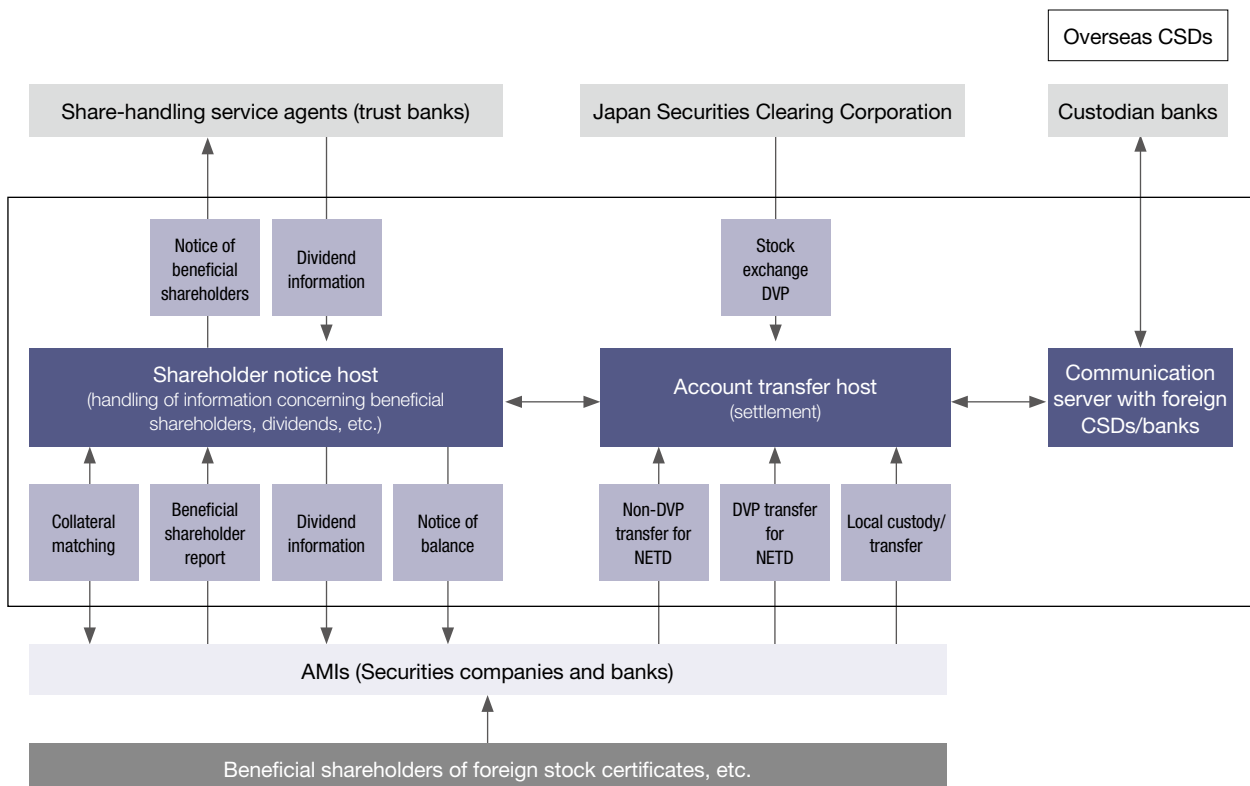 Overseas CSDs
Share-handling service agents (trust banks)
Japan Securities Clearing Corporation
Custodian banks
Notice of
beneficial
shareholders
Dividend
information
Stock
exchange
DVP
Shareholder notice host
(handling of information concerning beneficial
shareholders, dividends, etc.)
Account transfer host
(settlement)
Communication
server with foreign
CSDs/banks
Collateral
matching
Beneficial
shareholder
report
Dividend
information
Notice of
balance
Non-DVP
transfer for
NETD
DVP transfer
for
NETD
Local custody/
transfer
AMIs (Securities companies and banks)
Beneficial shareholders of foreign stock certificates, etc.